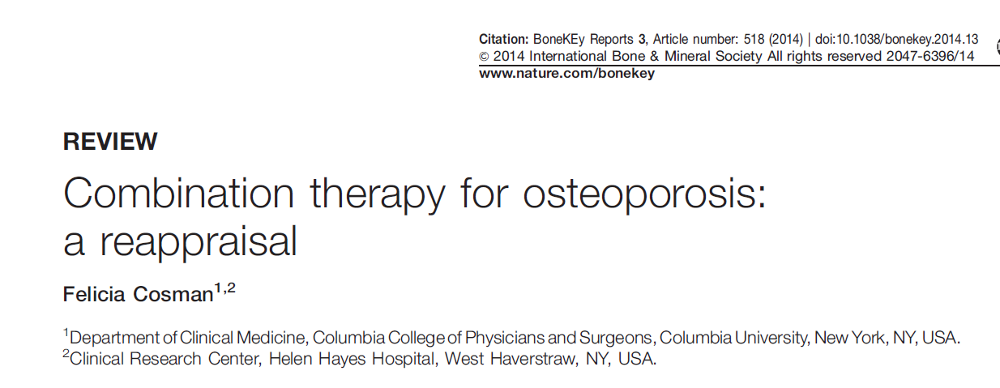 Citation: BoneKEy Reports 3, Article number: 518 (2014) | doi:10.1038/bonekey.2014.13
© 2014 International Bone & Mineral Society All rights reserved 2047-6396/14
www.nature.com/bonekey
REVIEW
Combination therapy for osteoporosis:
a reappraisal
Felicia Cosman1,2
1Department of Clinical Medicine, Columbia College of Physicians and Surgeons, Columbia University, New York, NY, USA.
2Clinical Research Center, Helen Hayes Hospital, West Haverstraw, NY, USA.